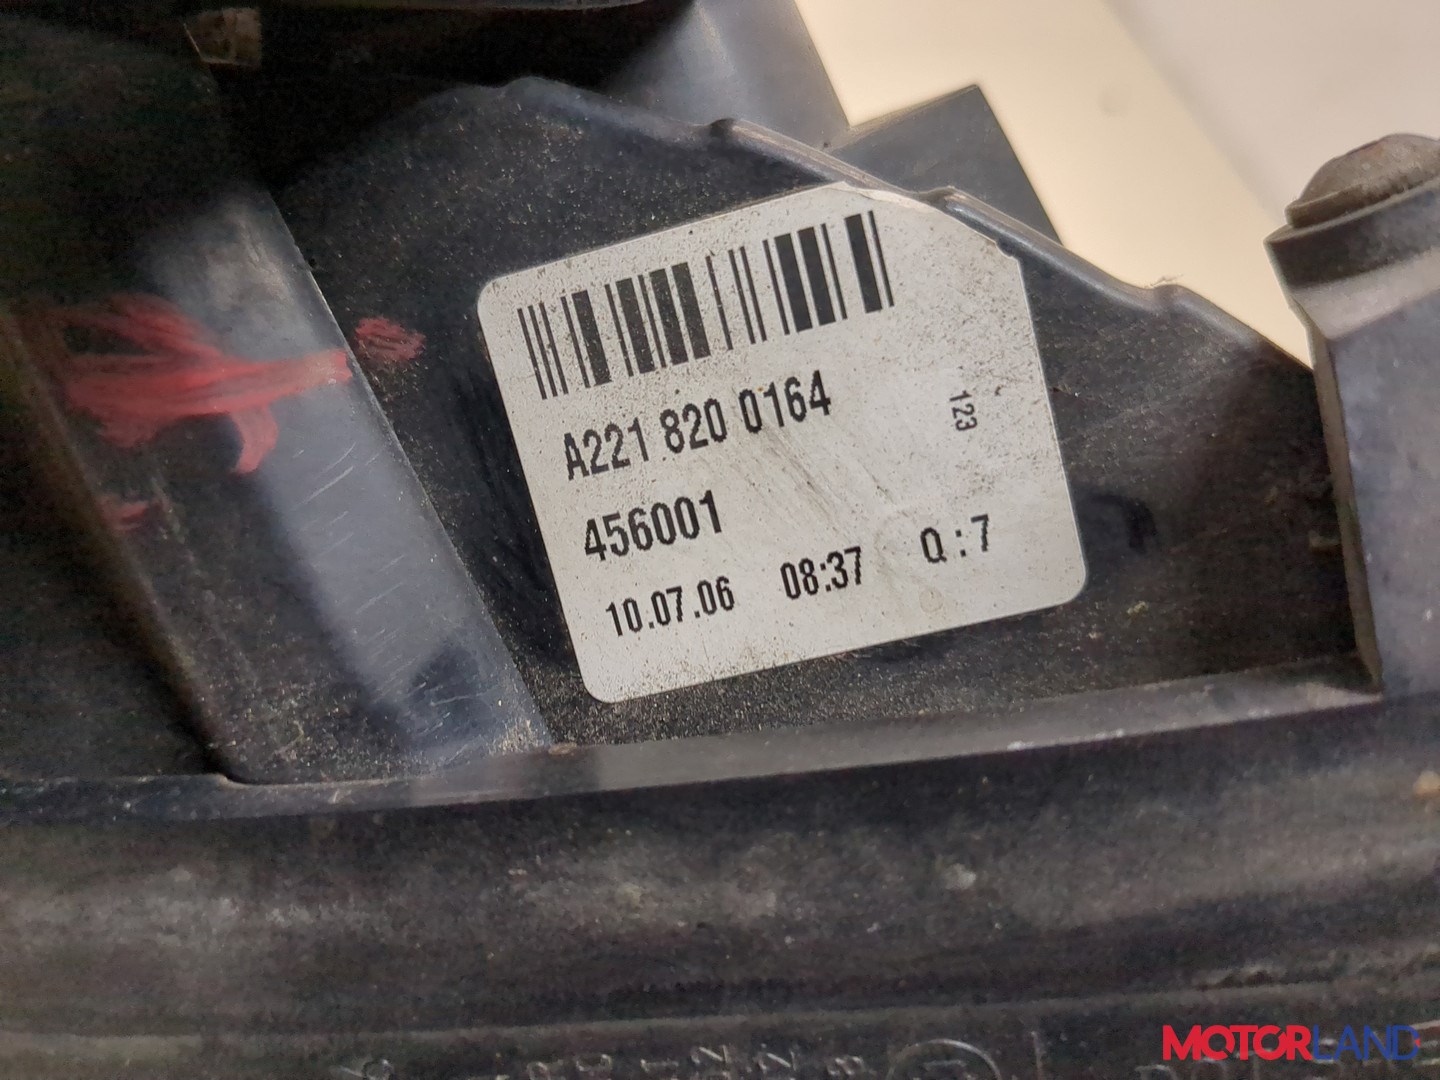 A221 820 0164
123
456001
10.07.06 08:37 Q:7
MOTORLAND